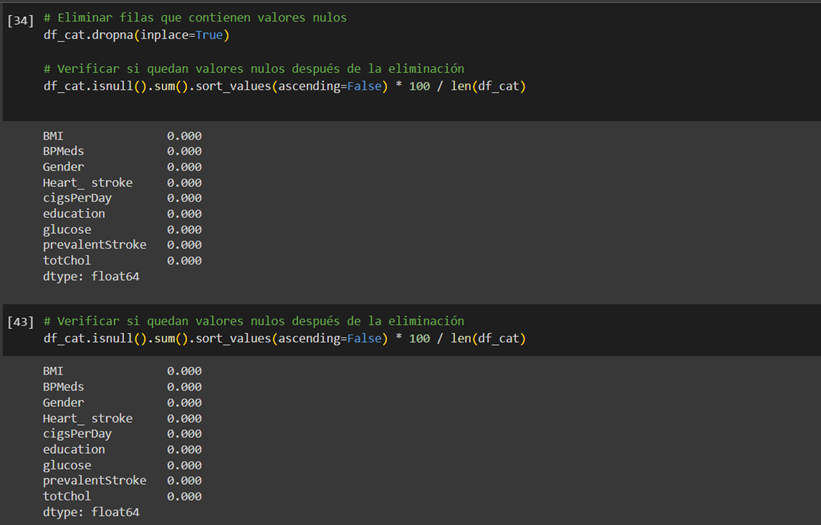 [34] # Eliminar filas que contienen valores nulos
df_cat.dropna(inplace=True)
# Verificar si quedan valores nulos después de la eliminación
df_cat.isnull().sum().sort_values(ascending=False) * 100 / len(df_cat)
BMI 0.000
BPMeds 0.000
Gender 0.000
Heart_ stroke 0.000
cigsPerDay 0.000
education 0.000
glucose 0.000
prevalentStroke 0.000
totChol 0.000
dtype: float64
[43] # Verificar si quedan valores nulos después de la eliminación
df_cat.isnull().sum().sort_values(ascending=False) * 100 / len(df_cat)
BMI 0.000
BPMeds 0.000
Gender 0.000
Heart_ stroke 0.000
cigsPerDay 0.000
education 0.000
glucose 0.000
prevalentStroke 0.000
totChol 0.000
dtype: float64